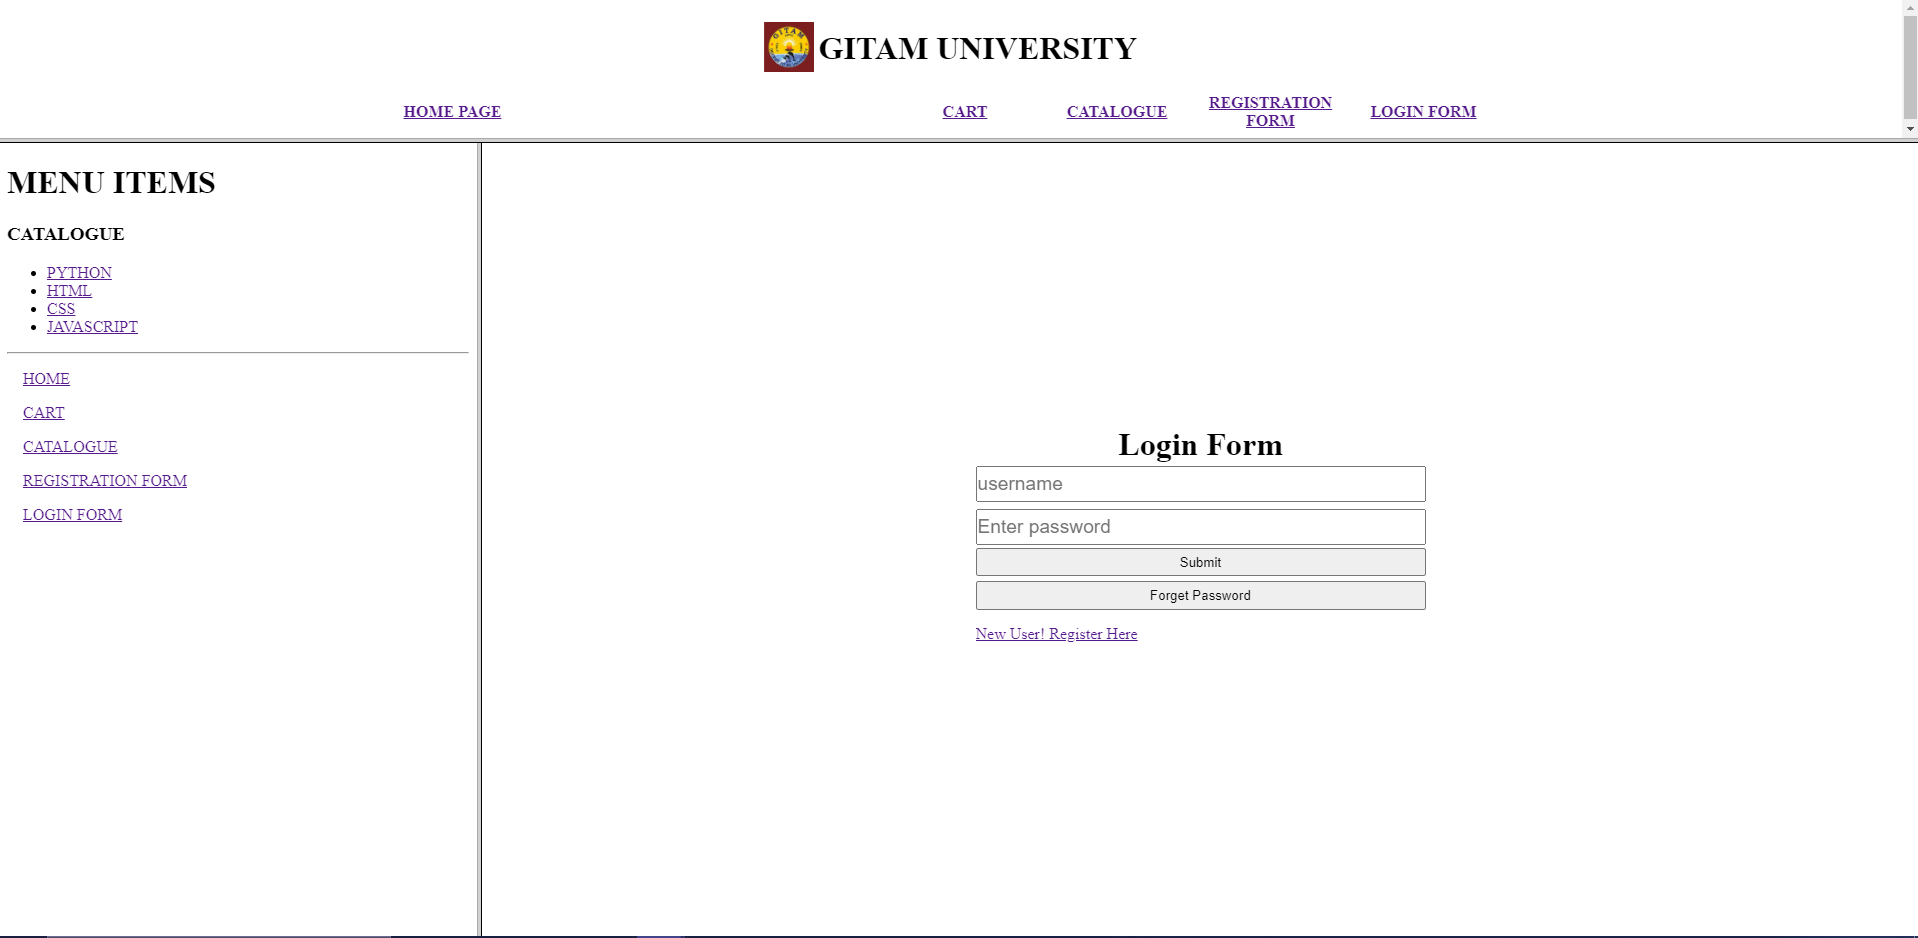 GITAM
GITAM UNIVERSITY
HOME PAGE
CART
CATALOGUE
REGISTRATION
FORM
LOGIN FORM
MENU ITEMS
CATALOGUE
PYTHON
HTML
CSS
JAVASCRIPT
HOME
CART
CATALOGUE
REGISTRATION FORM
LOGIN FORM
Login Form
username
Enter password
Submit
Forget Password
New User! Register Here